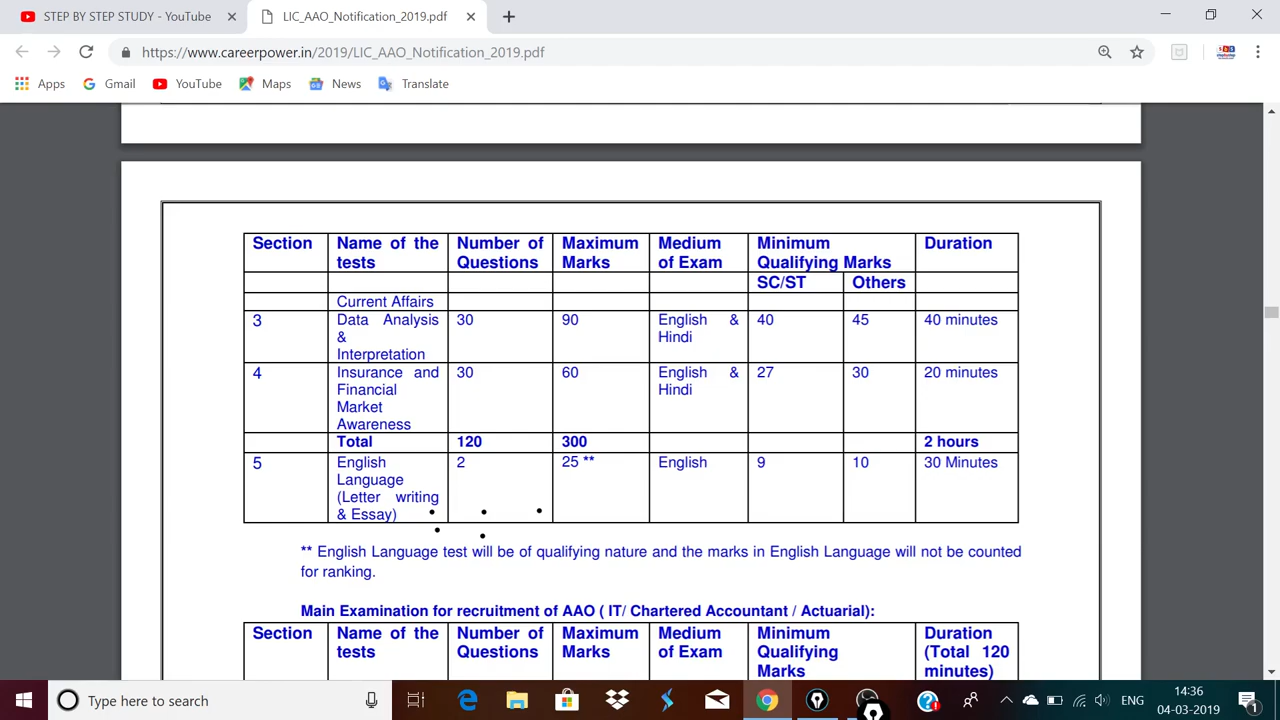 STEP BY STEP STUDY - YouTube
LIC_AAO_Notification_2019.pdf
https://www.careerpower.in/2019/LIC_AAO_Notification_2019.pdf
Apps Gmail YouTube Maps News Translate
Section Name of the tests Number of Questions Maximum Marks Medium of Exam Minimum Qualifying Marks Duration
SC/ST Others
Current Affairs
3 Data Analysis & Interpretation 30 90 English & Hindi 40 45 40 minutes
4 Insurance and Financial Market Awareness 30 60 English & Hindi 27 30 20 minutes
Total 120 300 2 hours
5 English Language (Letter writing & Essay) 2 25 ** English 9 10 30 Minutes
** English Language test will be of qualifying nature and the marks in English Language will not be counted
for ranking.
Main Examination for recruitment of AAO ( IT/ Chartered Accountant / Actuarial):
Section Name of the tests Number of Questions Maximum Marks Medium of Exam Minimum Qualifying Marks Duration (Total 120 minutes)
Type here to search
ENG
14:36
04-03-2019